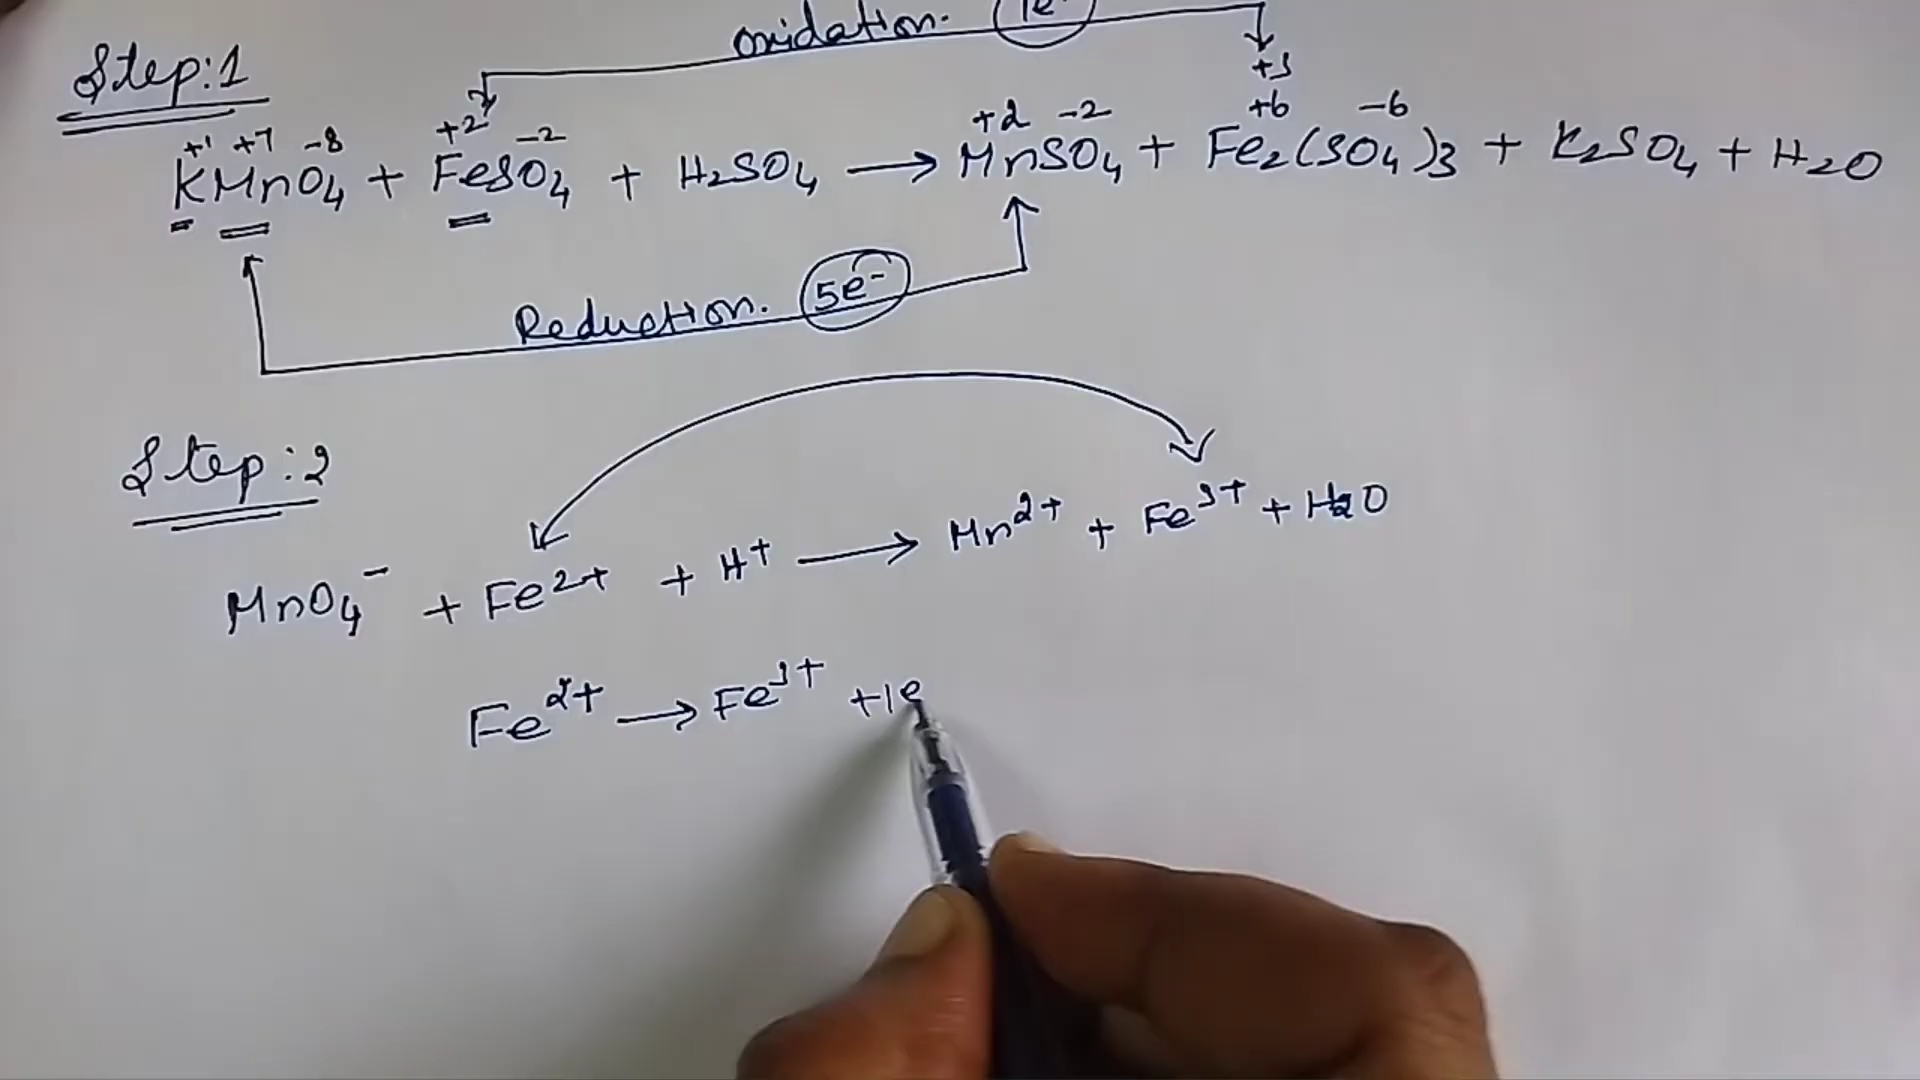 oxidation. 1e⁻
Step:1
+3
+1 +7 -8 +2 -2 +2 -2 +6 -6
KMnO₄ + FeSO₄ + H₂SO₄ ⟶ MnSO₄ + Fe₂(SO₄)₃ + K₂SO₄ + H₂O
Reduction. 5e⁻
Step:2
MnO₄⁻ + Fe²⁺ + H⁺ ⟶ Mn²⁺ + Fe³⁺ + H₂O
Fe²⁺ ⟶ Fe³⁺ +1e